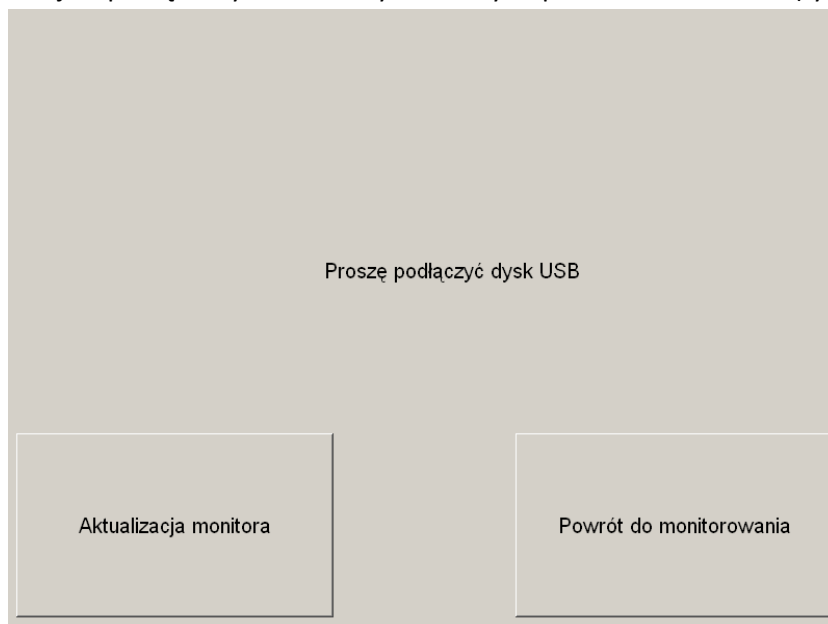 Proszę podłączyć dysk USB
Aktualizacja monitora
Powrót do monitorowania